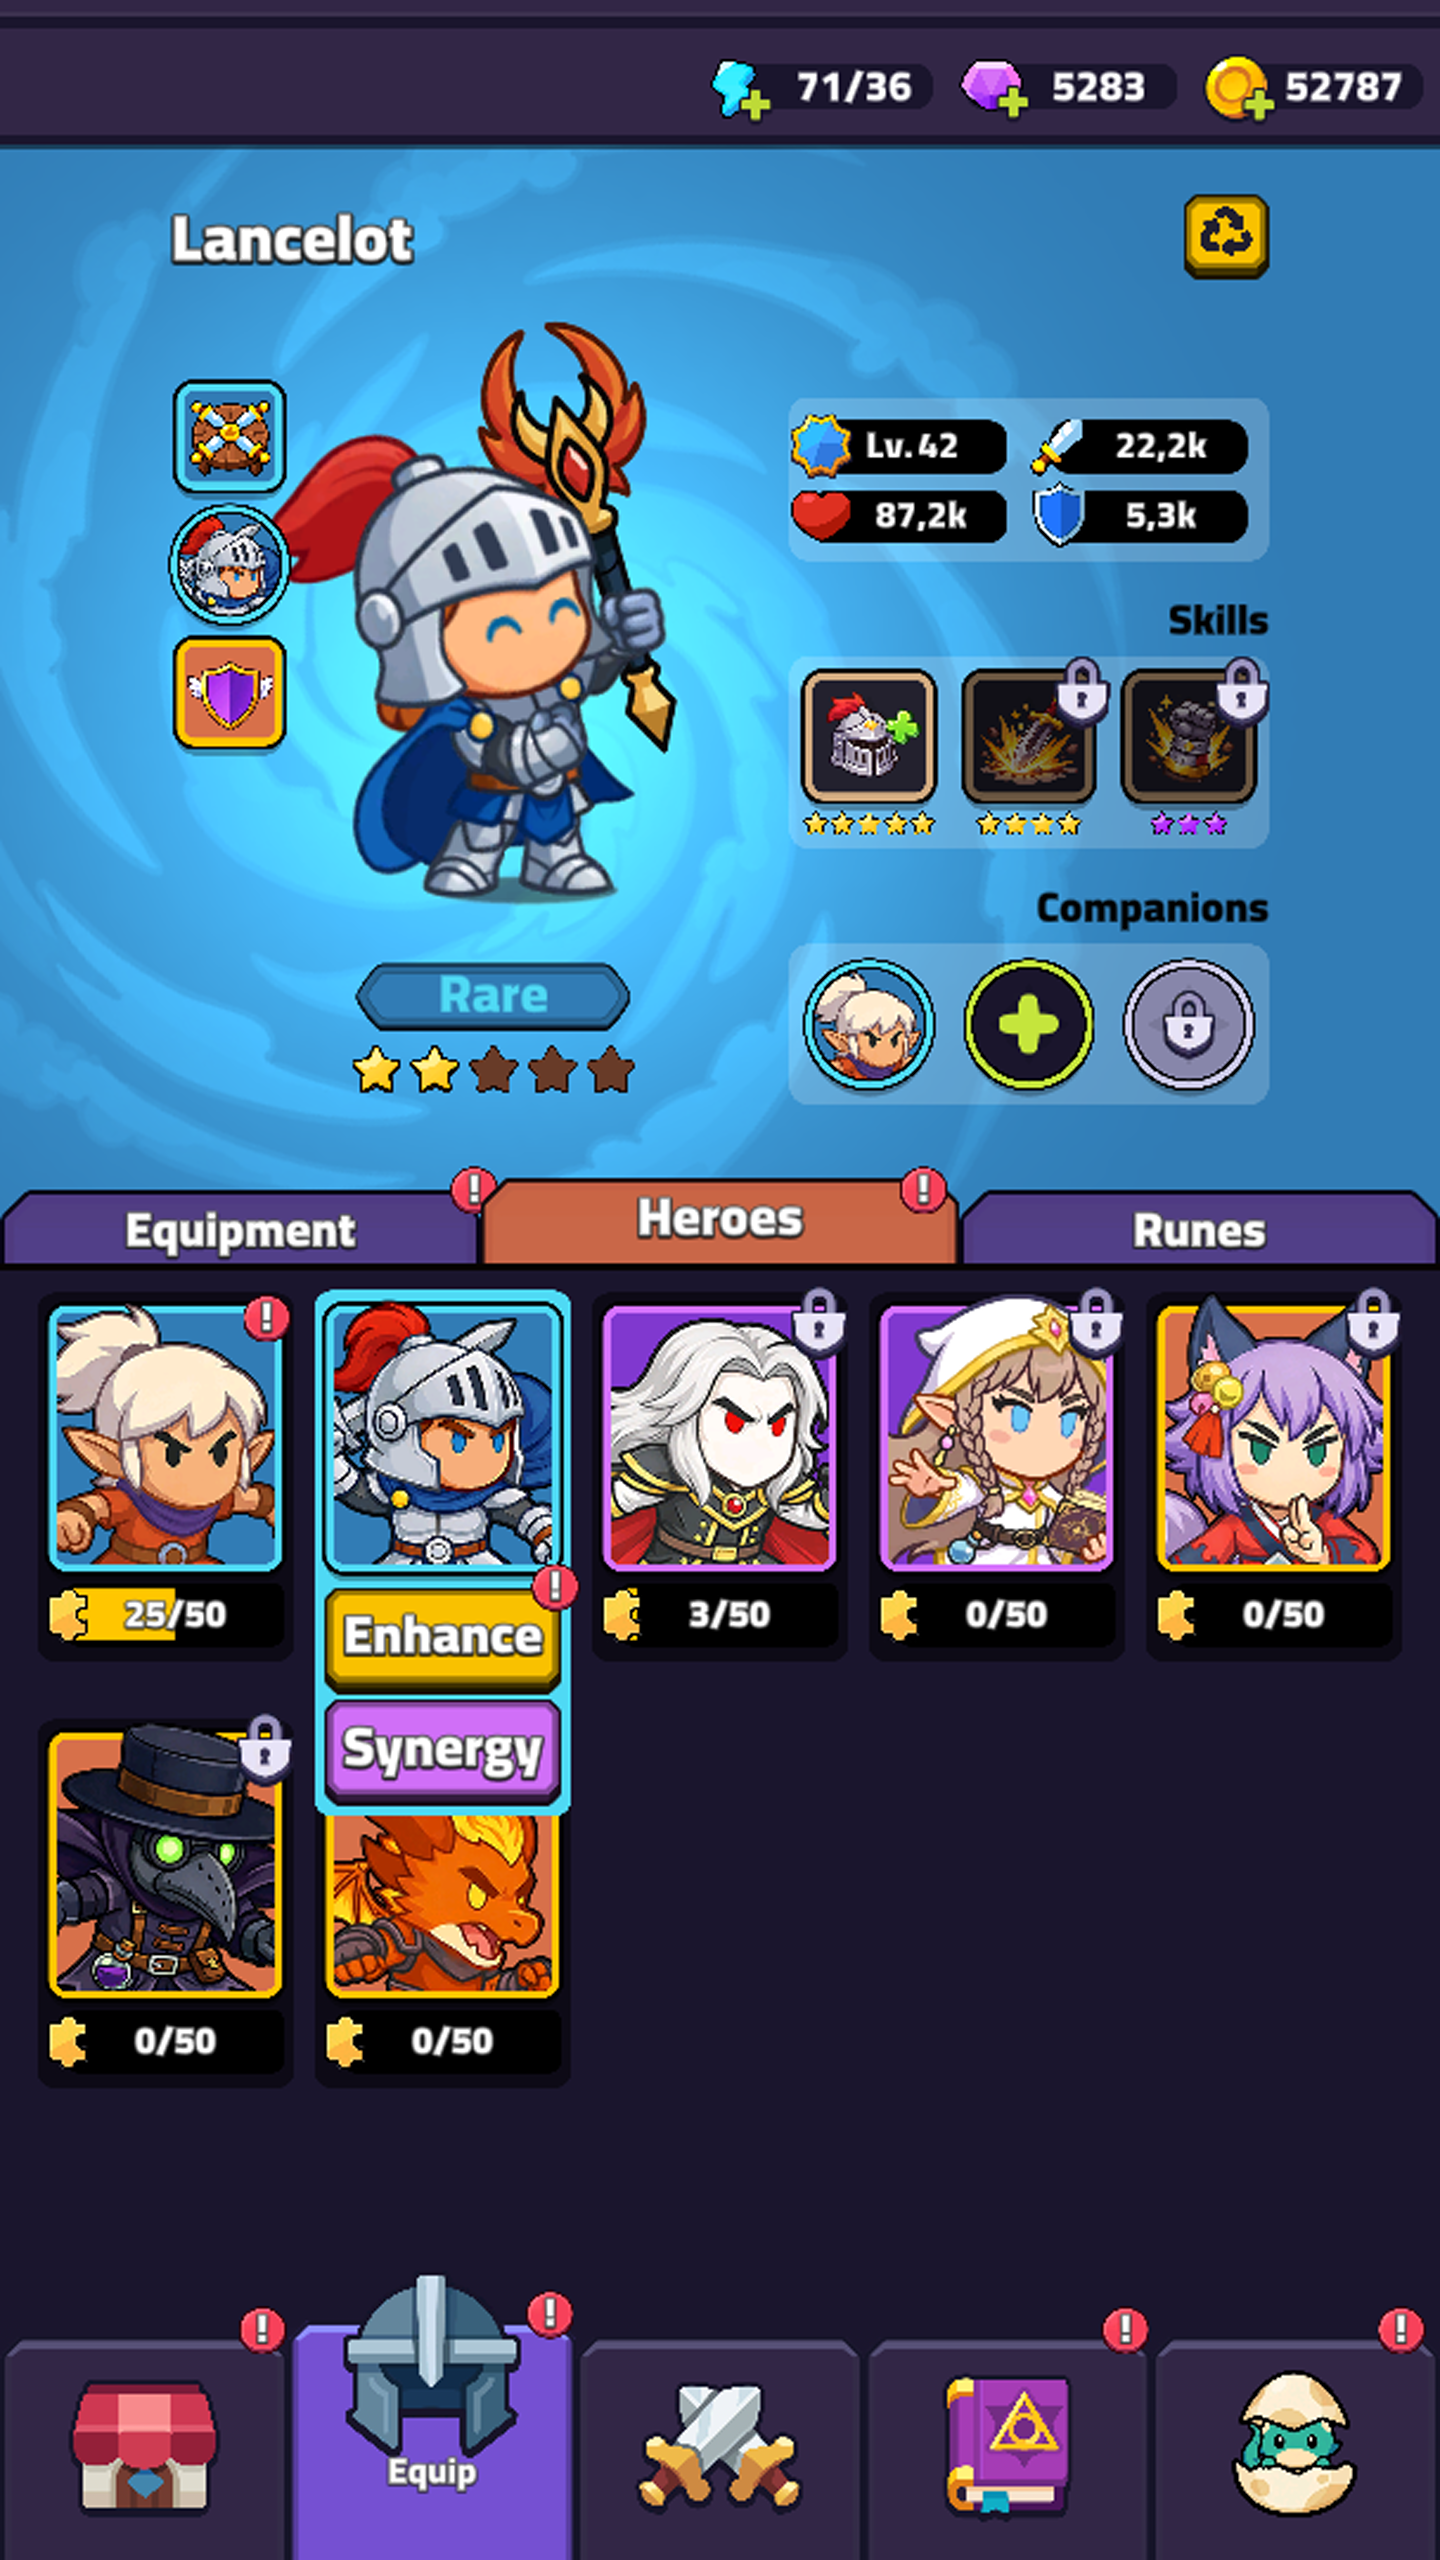 71/36 5283 52787
Lancelot
Lv.42 22,2k
87,2k 5,3k
Skills
Companions
Rare
Equipment Heroes Runes
25/50 3/50 0/50 0/50
Enhance
Synergy
0/50 0/50
Equip